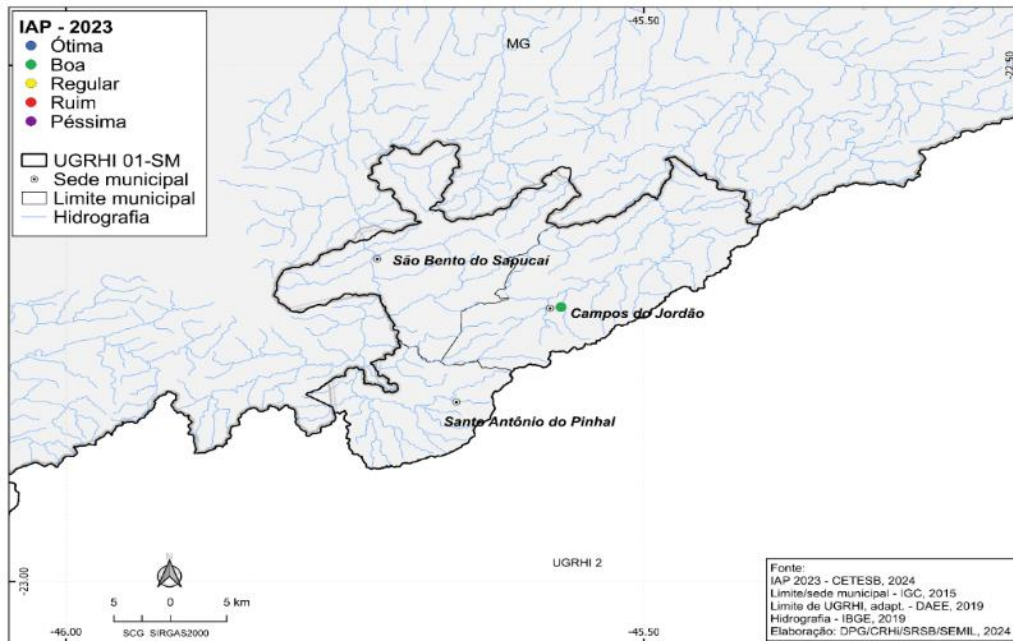 IAP - 2023
Ótima
Boa
Regular
Ruim
Péssima
UGRHI 01-SM
Sede municipal
Limite municipal
Hidrografia
-45.50
MG
-22.50
São Bento do Sapucaí
Campos do Jordão
Santo Antônio do Pinhal
UGRHI 2
-23.00
N
5 0 5 km
SCG SIRGAS2000
-46.00
-45.50
Fonte:
IAP 2023 - CETESB, 2024
Limite/sede municipal - IGC, 2015
Limite de UGRHI, adapt. - DAEE, 2019
Hidrografia - IBGE, 2019
Elaboração: DPG/CRHi/SRSB/SEMIL, 2024